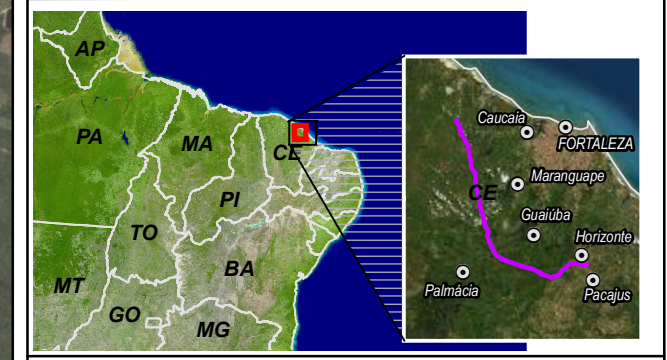 AP
PA
MA
CE
PI
TO
BA
MT
GO
MG
Caucaia
FORTALEZA
Maranguape
CE
Guaiúba
Horizonte
Palmácia
Pacajus